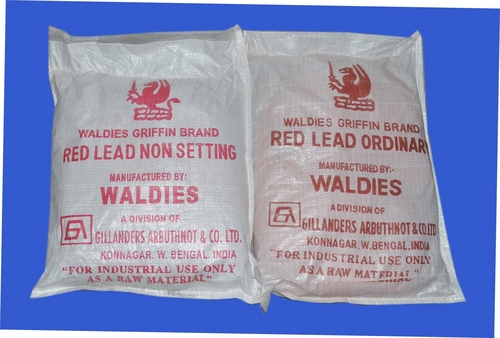 WALDIES GRIFFIN BRAND
RED LEAD NON SETTING
MANUFACTURED BY:
WALDIES
A DIVISION OF
GILLANDERS ARBUTHNOT & CO. LTD.
KONNAGAR, W. BENGAL, INDIA
"FOR INDUSTRIAL USE ONLY
AS A RAW MATERIAL"
WALDIES GRIFFIN BRAND
RED LEAD ORDINARY
MANUFACTURED BY:-
WALDIES
A DIVISION OF
GILLANDERS ARBUTHNOT & CO. LTD
KONNAGAR, W. BENGAL, INDIA
"FOR INDUSTRIAL USE ONLY
AS A RAW MATERIAL"